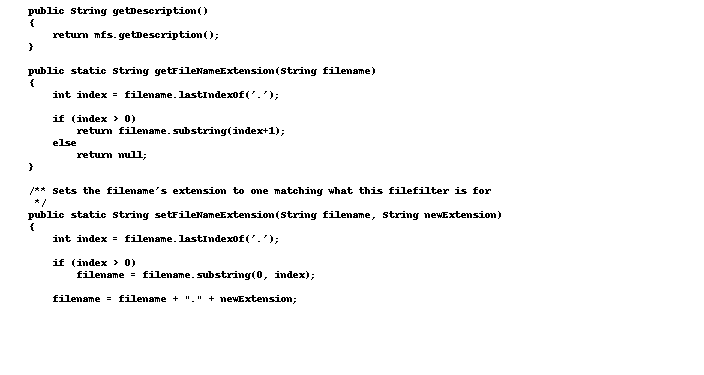 public String getDescription()
{
return mfs.getDescription();
}
public static String getFileNameExtension(String filename)
{
int index = filename.lastIndexOf('.');
if (index > 0)
return filename.substring(index+1);
else
return null;
}
/** Sets the filename's extension to one matching what this filefilter is for
*/
public static String setFileNameExtension(String filename, String newExtension)
{
int index = filename.lastIndexOf('.');
if (index > 0)
filename = filename.substring(0, index);
filename = filename + "." + newExtension;